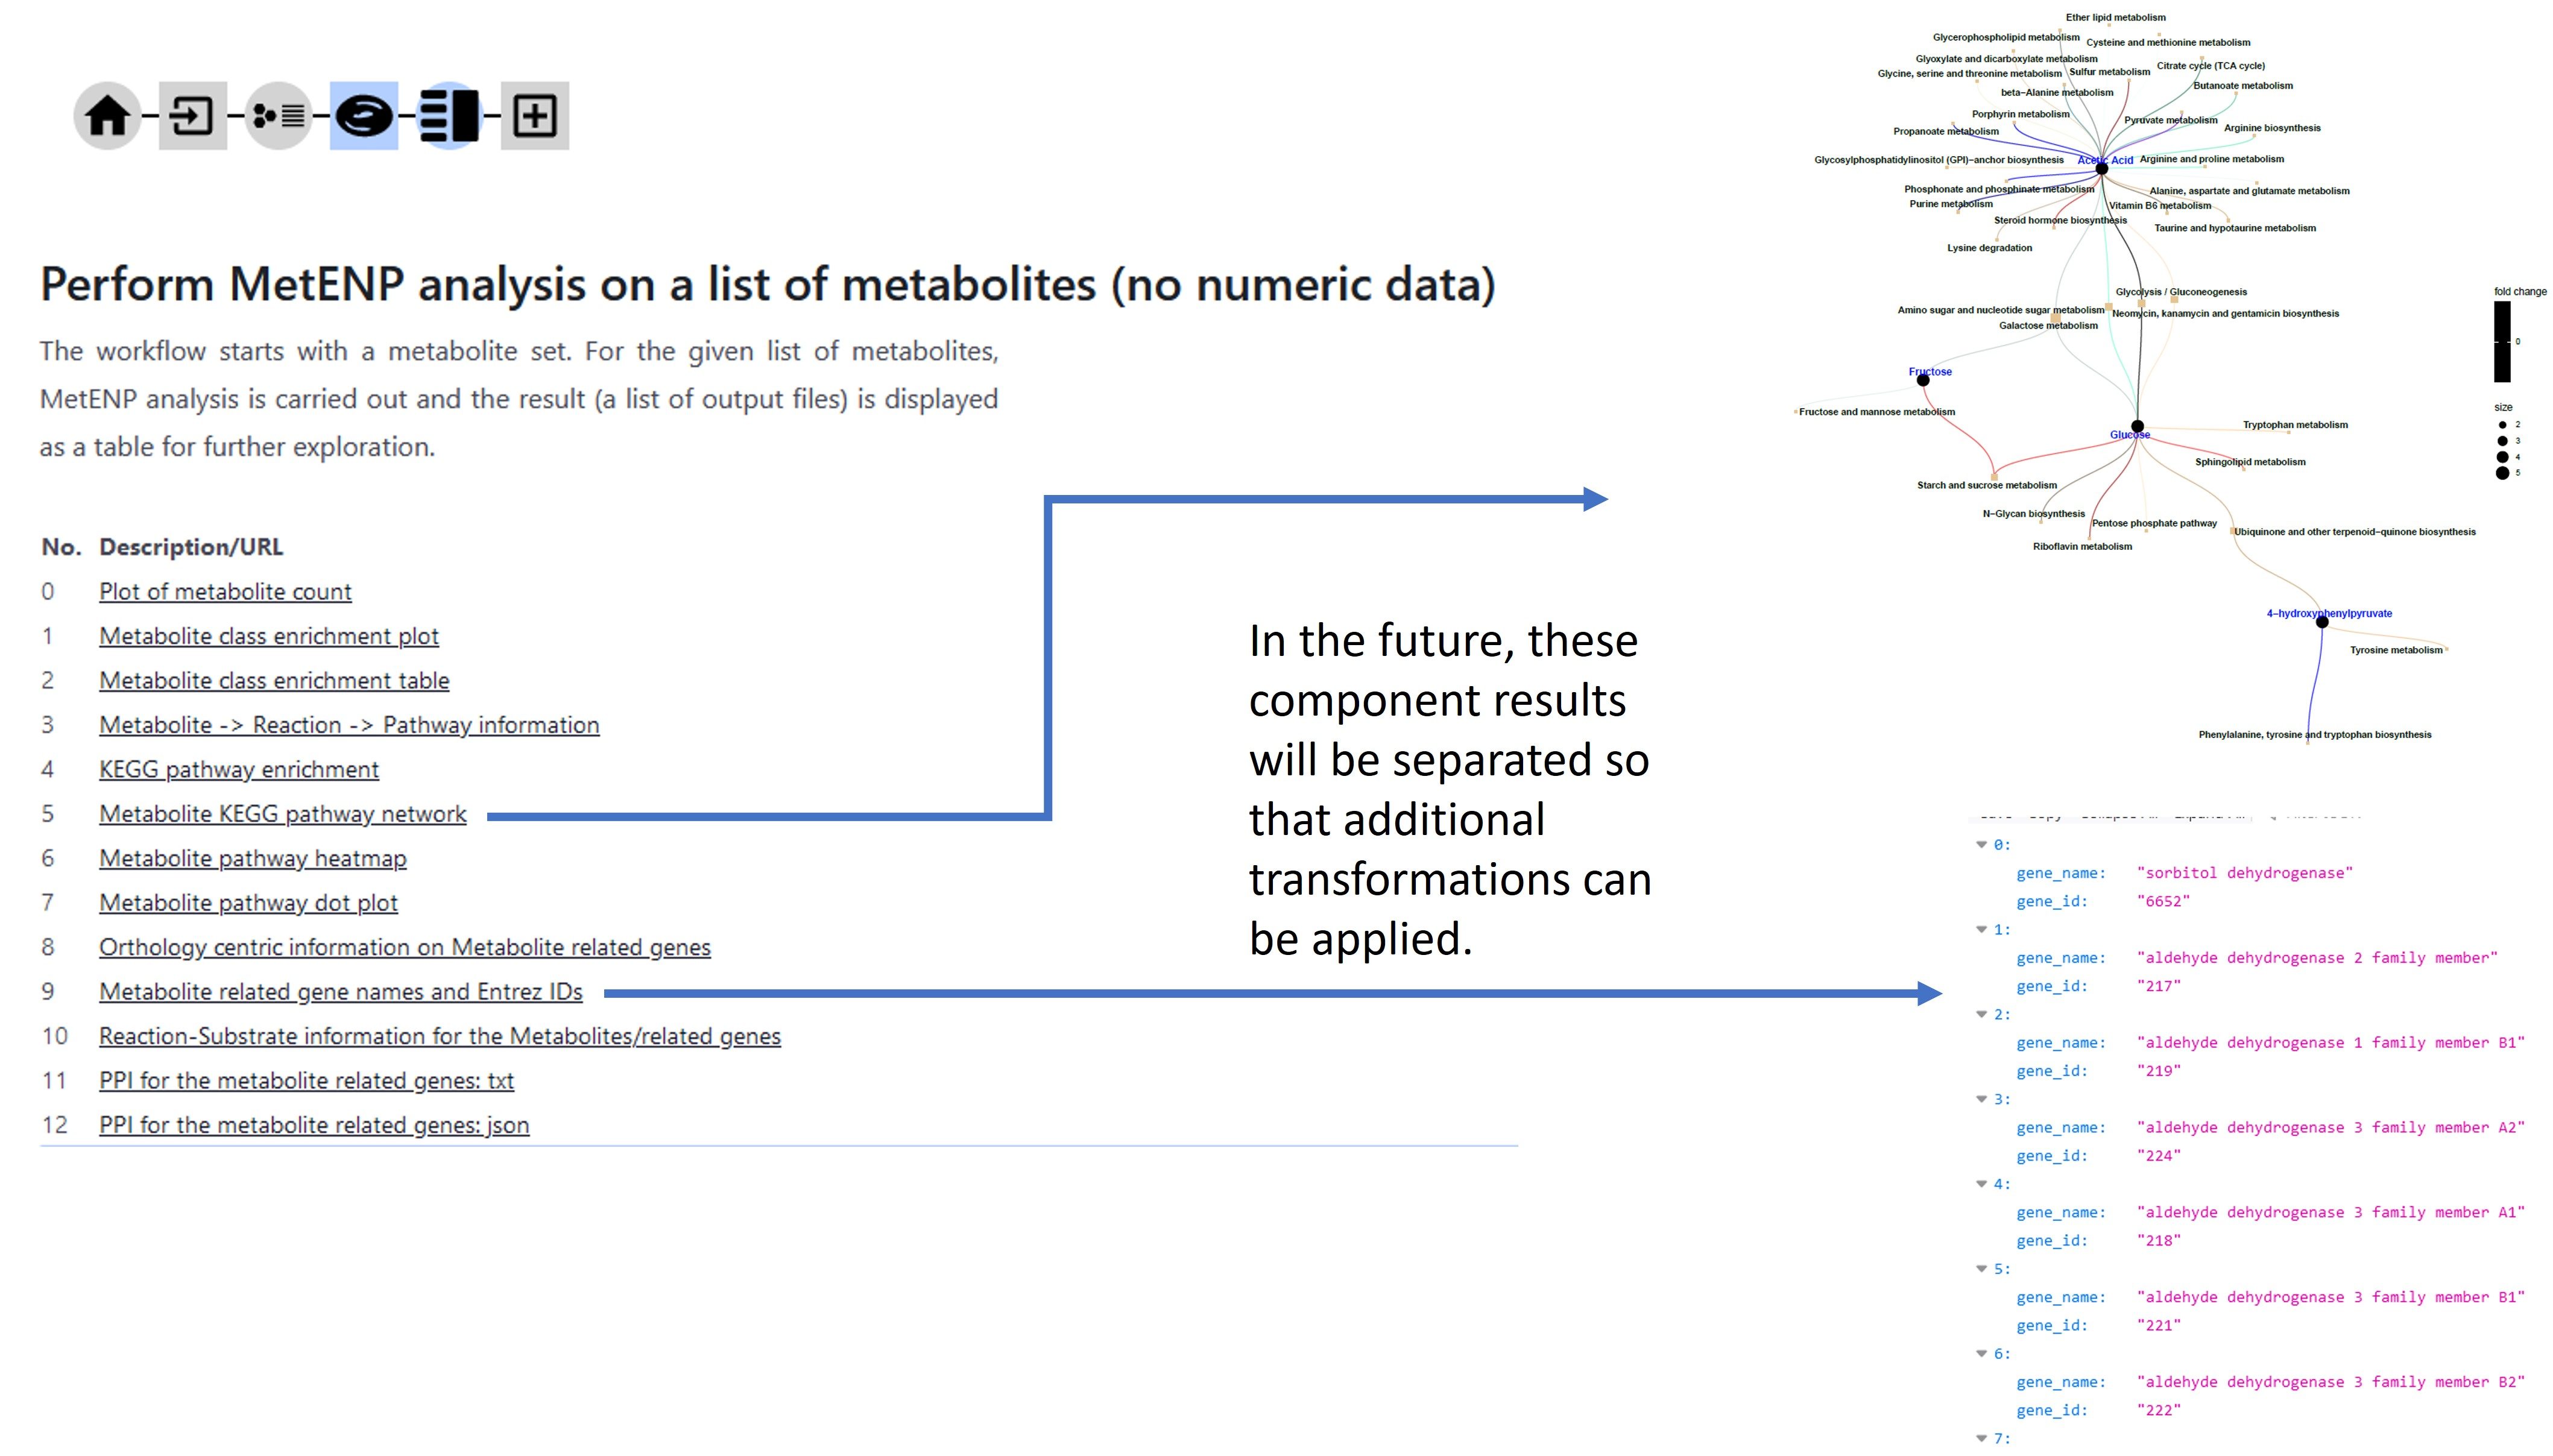 Perform MetENP analysis on a list of metabolites (no numeric data)
The workflow starts with a metabolite set. For the given list of metabolites,
MetENP analysis is carried out and the result (a list of output files) is displayed
as a table for further exploration.
No. Description/URL
0 Plot of metabolite count
1 Metabolite class enrichment plot
2 Metabolite class enrichment table
3 Metabolite -> Reaction -> Pathway information
4 KEGG pathway enrichment
5 Metabolite KEGG pathway network
6 Metabolite pathway heatmap
7 Metabolite pathway dot plot
8 Orthology centric information on Metabolite related genes
9 Metabolite related gene names and Entrez IDs
10 Reaction-Substrate information for the Metabolites/related genes
11 PPI for the metabolite related genes: txt
12 PPI for the metabolite related genes: json
In the future, these
component results
will be separated so
that additional
transformations can
be applied.
Ether lipid metabolism
Glycerophospholipid metabolism
Cysteine and methionine metabolism
Glyoxylate and dicarboxylate metabolism
Citrate cycle (TCA cycle)
Glycine, serine and threonine metabolism
Sulfur metabolism
Butanoate metabolism
beta−Alanine metabolism
Porphyrin metabolism
Pyruvate metabolism
Arginine biosynthesis
Propanoate metabolism
Glycosylphosphatidylinositol (GPI)−anchor biosynthesis
Acetic Acid
Arginine and proline metabolism
Phosphonate and phosphinate metabolism
Alanine, aspartate and glutamate metabolism
Purine metabolism
Vitamin B6 metabolism
Steroid hormone biosynthesis
Taurine and hypotaurine metabolism
Lysine degradation
Glycolysis / Gluconeogenesis
Amino sugar and nucleotide sugar metabolism
Neomycin, kanamycin and gentamicin biosynthesis
Galactose metabolism
Fructose
Fructose and mannose metabolism
Glucose
Tryptophan metabolism
Sphingolipid metabolism
Starch and sucrose metabolism
N−Glycan biosynthesis
Pentose phosphate pathway
Ubiquinone and other terpenoid−quinone biosynthesis
Riboflavin metabolism
4−hydroxyphenylpyruvate
Tyrosine metabolism
Phenylalanine, tyrosine and tryptophan biosynthesis
fold change
0
size
2
3
4
5
0:
gene_name: "sorbitol dehydrogenase"
gene_id: "6652"
1:
gene_name: "aldehyde dehydrogenase 2 family member"
gene_id: "217"
2:
gene_name: "aldehyde dehydrogenase 1 family member B1"
gene_id: "219"
3:
gene_name: "aldehyde dehydrogenase 3 family member A2"
gene_id: "224"
4:
gene_name: "aldehyde dehydrogenase 3 family member A1"
gene_id: "218"
5:
gene_name: "aldehyde dehydrogenase 3 family member B1"
gene_id: "221"
6:
gene_name: "aldehyde dehydrogenase 3 family member B2"
gene_id: "222"
7: